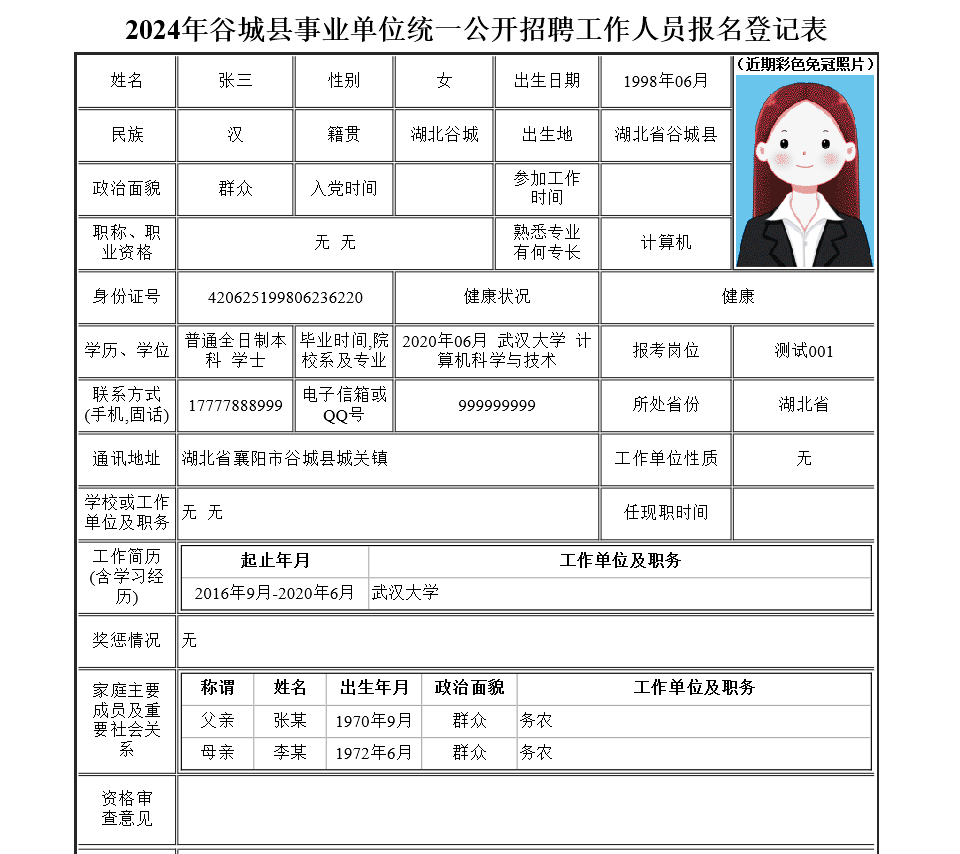 2024年谷城县事业单位统一公开招聘工作人员报名登记表
姓名 张三 性别 女 出生日期 1998年06月 (近期彩色免冠照片)
民族 汉 籍贯 湖北谷城 出生地 湖北省谷城县
政治面貌 群众 入党时间 参加工作
时间
职称、职
业资格 无 无 熟悉专业
有何专长 计算机
身份证号 420625199806236220 健康状况 健康
学历、学位 普通全日制本
科 学士 毕业时间,院
校系及专业 2020年06月 武汉大学 计
算机科学与技术 报考岗位 测试001
联系方式
(手机,固话) 17777888999 电子信箱或
QQ号 999999999 所处省份 湖北省
通讯地址 湖北省襄阳市谷城县城关镇 工作单位性质 无
学校或工作
单位及职务 无 无 任现职时间
工作简历
(含学习经
历) 起止年月 工作单位及职务
2016年9月-2020年6月 武汉大学
奖惩情况 无
家庭主要
成员及重
要社会关
系 称谓 姓名 出生年月 政治面貌 工作单位及职务
父亲 张某 1970年9月 群众 务农
母亲 李某 1972年6月 群众 务农
资格审
查意见